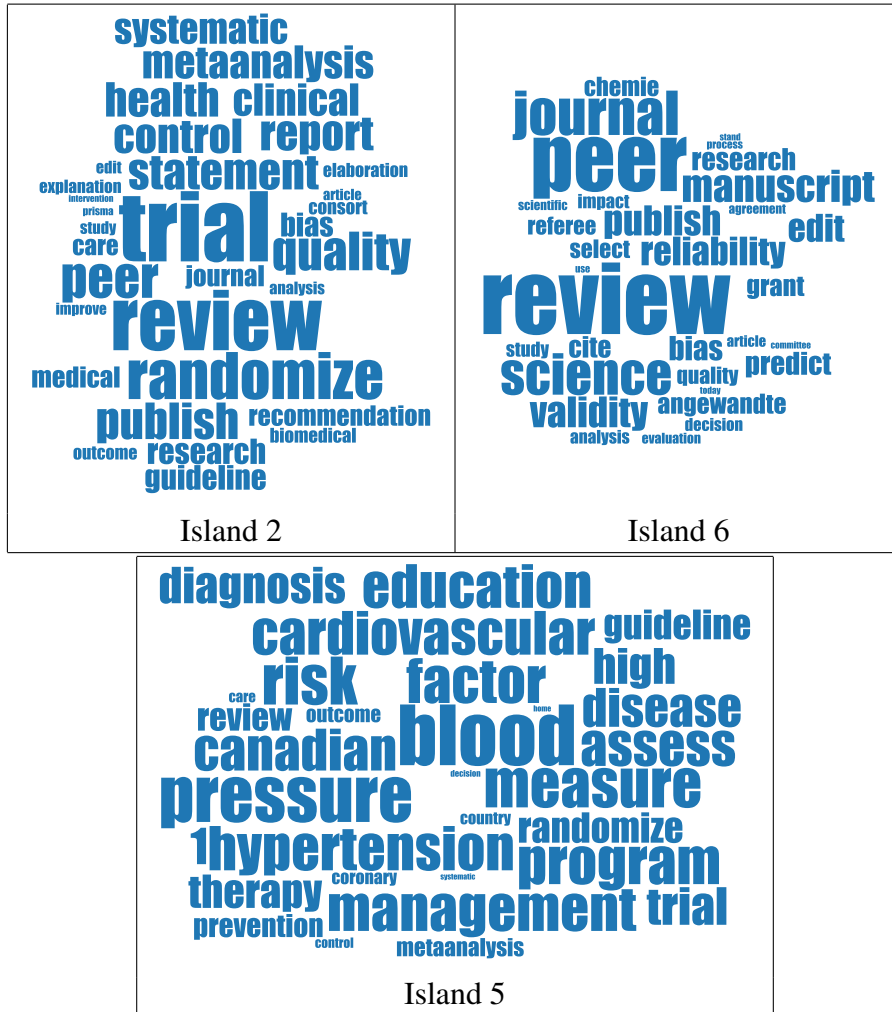 systematic
metaanalysis
health clinical
control report
edit statement elaboration
explanation article
intervention consort
prisma trial bias
study
care quality
peer journal
analysis
improve review
medical randomize
publish recommendation
biomedical
outcome research
guideline
Island 2
chemie
journal stand
process
peer research
manuscript
scientific impact agreement
referee publish edit
select reliability
use
review grant
study cite bias article committee
predict
science quality
today
validity angewandte
decision
analysis evaluation
Island 6
diagnosis education
cardiovascular guideline
risk factor high
care home disease
review outcome
canadian blood assess
decision
pressure measure
country randomize
1 hypertension program
coronary systematic
therapy
management trial
prevention
control metaanalysis
Island 5